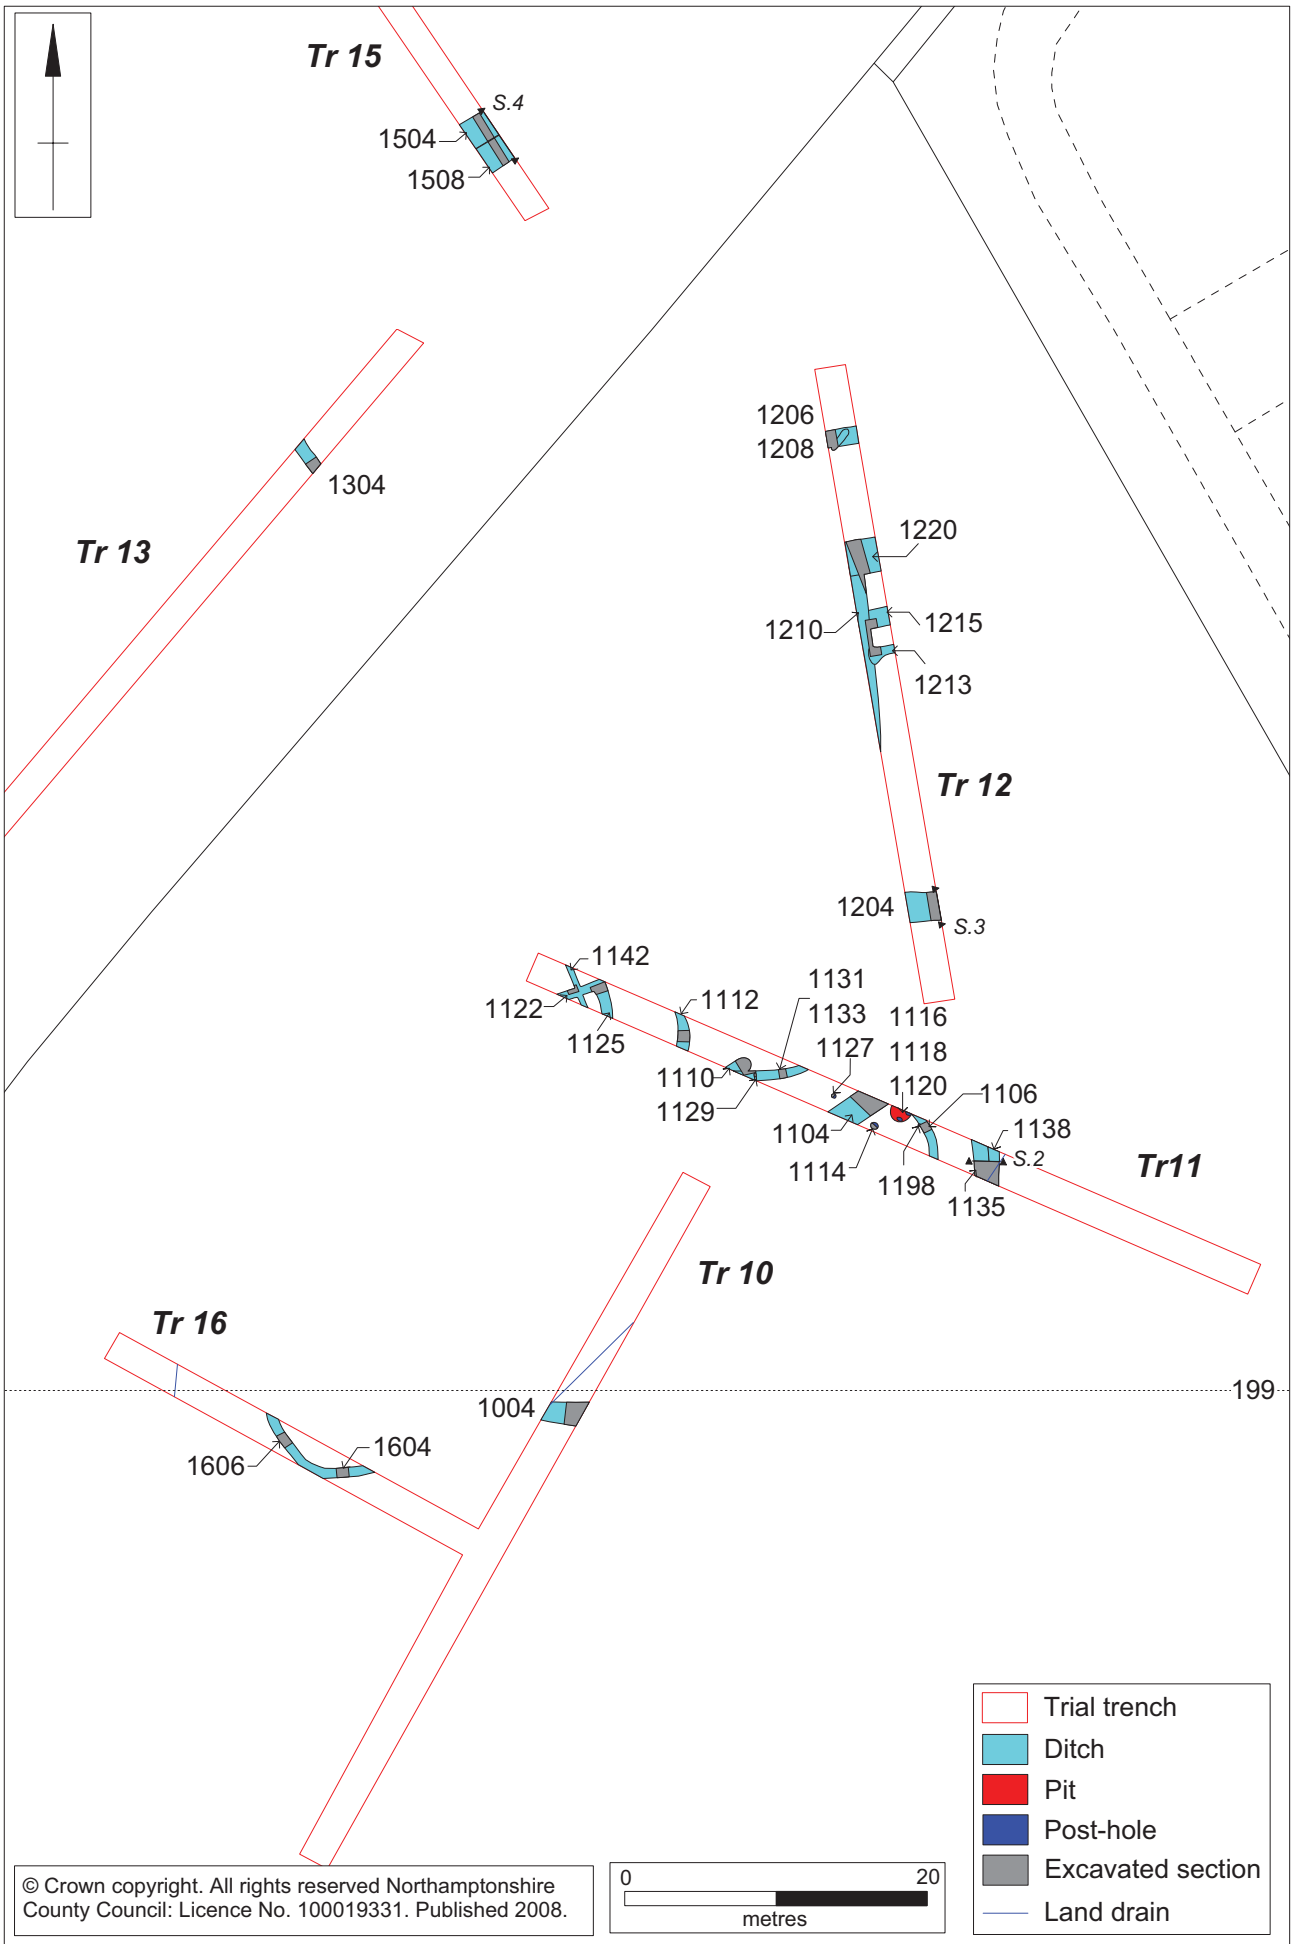 Tr 15
S.4
1504
1508
1304
Tr 13
1206
1208
1220
1210
1215
1213
Tr 12
1204
S.3
1142
1122
1125
1112
1131
1133
1116
1127
1118
1110
1120
1129
1106
1104
1138
S.2
1114
1198
1135
Tr11
Tr 10
Tr 16
199
1004
1604
1606
Trial trench
Ditch
Pit
Post-hole
Excavated section
Land drain
0 20
metres
© Crown copyright. All rights reserved Northamptonshire
County Council: Licence No. 100019331. Published 2008.